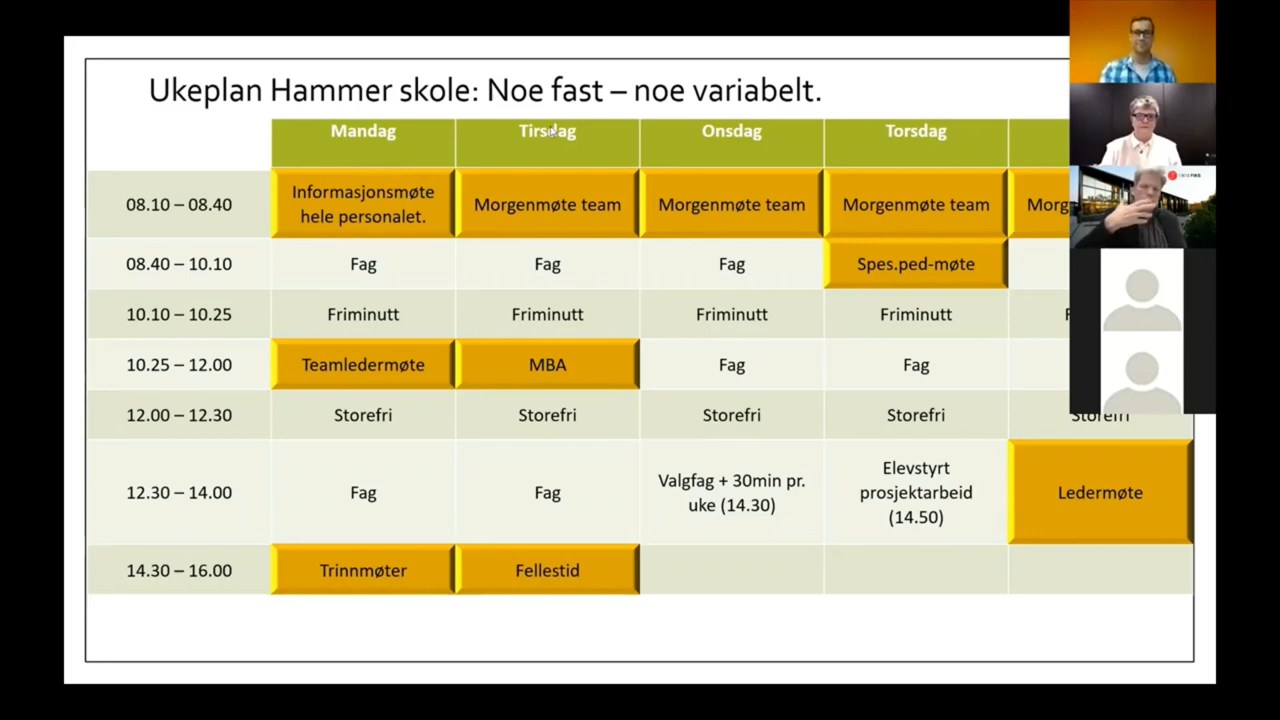 Ukeplan Hammer skole: Noe fast – noe variabelt.
Mandag Tirsdag Onsdag Torsdag
08.10 – 08.40 Informasjonsmøte hele personalet. Morgenmøte team Morgenmøte team Morgenmøte team
08.40 – 10.10 Fag Fag Fag Spes.ped-møte
10.10 – 10.25 Friminutt Friminutt Friminutt Friminutt
10.25 – 12.00 Teamledermøte MBA Fag Fag
12.00 – 12.30 Storefri Storefri Storefri Storefri Storefri
12.30 – 14.00 Fag Fag Valgfag + 30min pr. uke (14.30) Elevstyrt prosjektarbeid (14.50) Ledermøte
14.30 – 16.00 Trinnmøter Fellestid